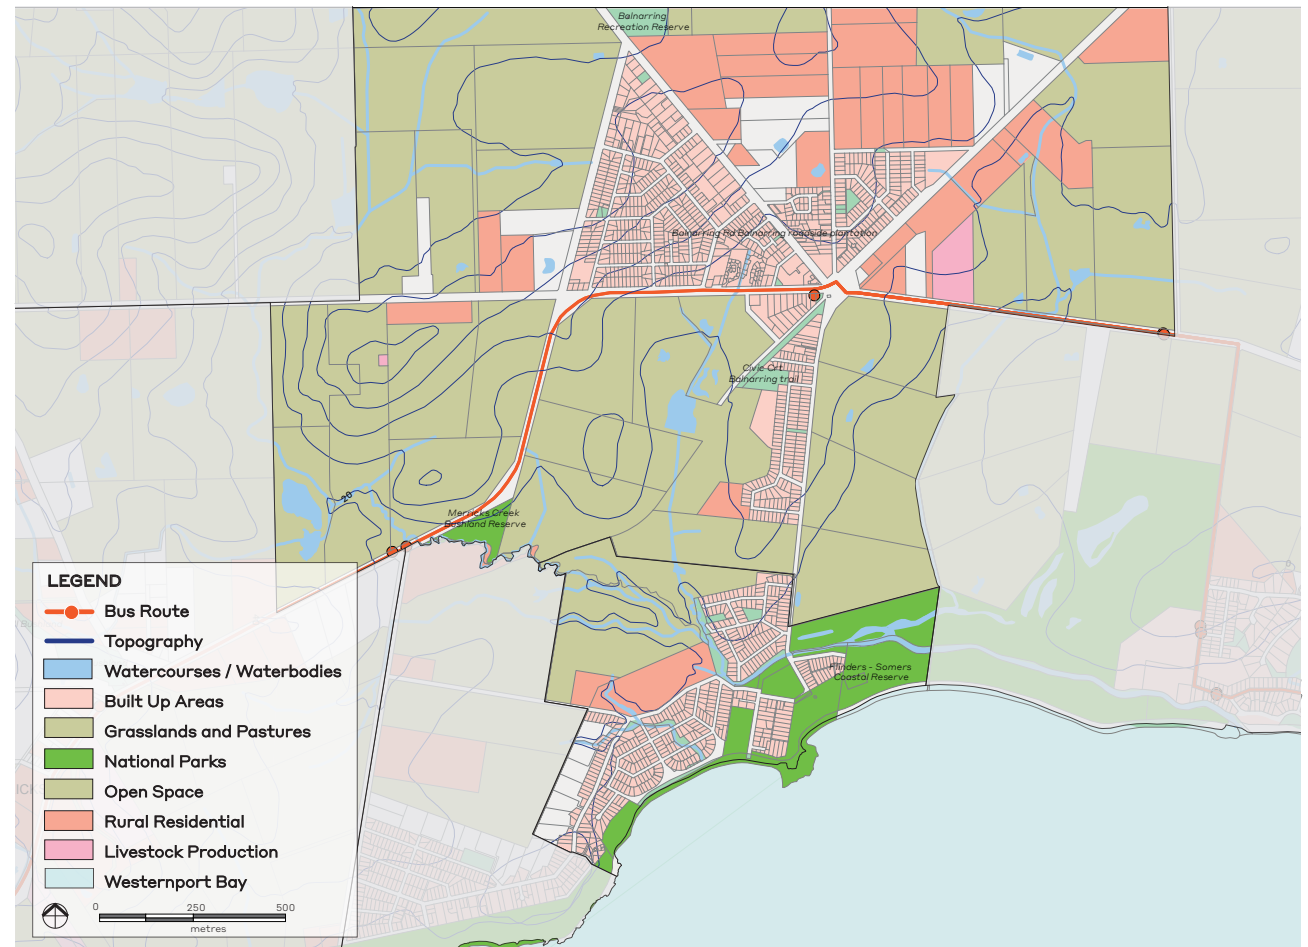 Balnarring
Recreation Reserve
Balnarring Rd Balnarring roadside plantation
Civic Crt
Balnarring trail
20
Merricks Creek
Bushland Reserve
Flinders - Somers
Coastal Reserve
LEGEND
Bus Route
Topography
Watercourses / Waterbodies
Built Up Areas
Grasslands and Pastures
National Parks
Open Space
Rural Residential
Livestock Production
Westernport Bay
0 250 500
metres